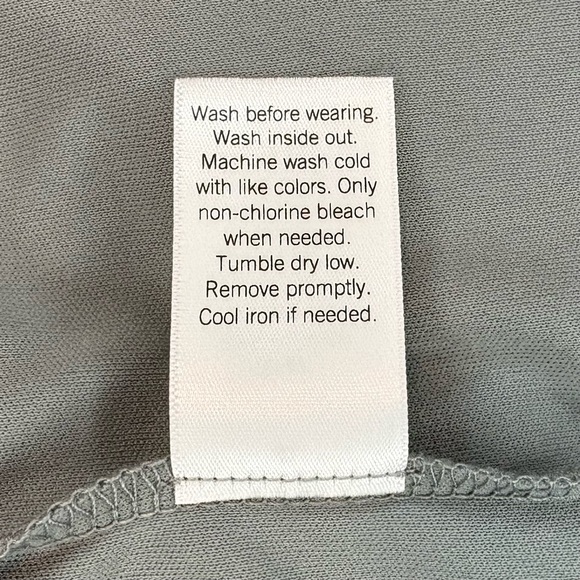 Wash before wearing.
Wash inside out.
Machine wash cold
with like colors. Only
non-chlorine bleach
when needed.
Tumble dry low.
Remove promptly.
Cool iron if needed.